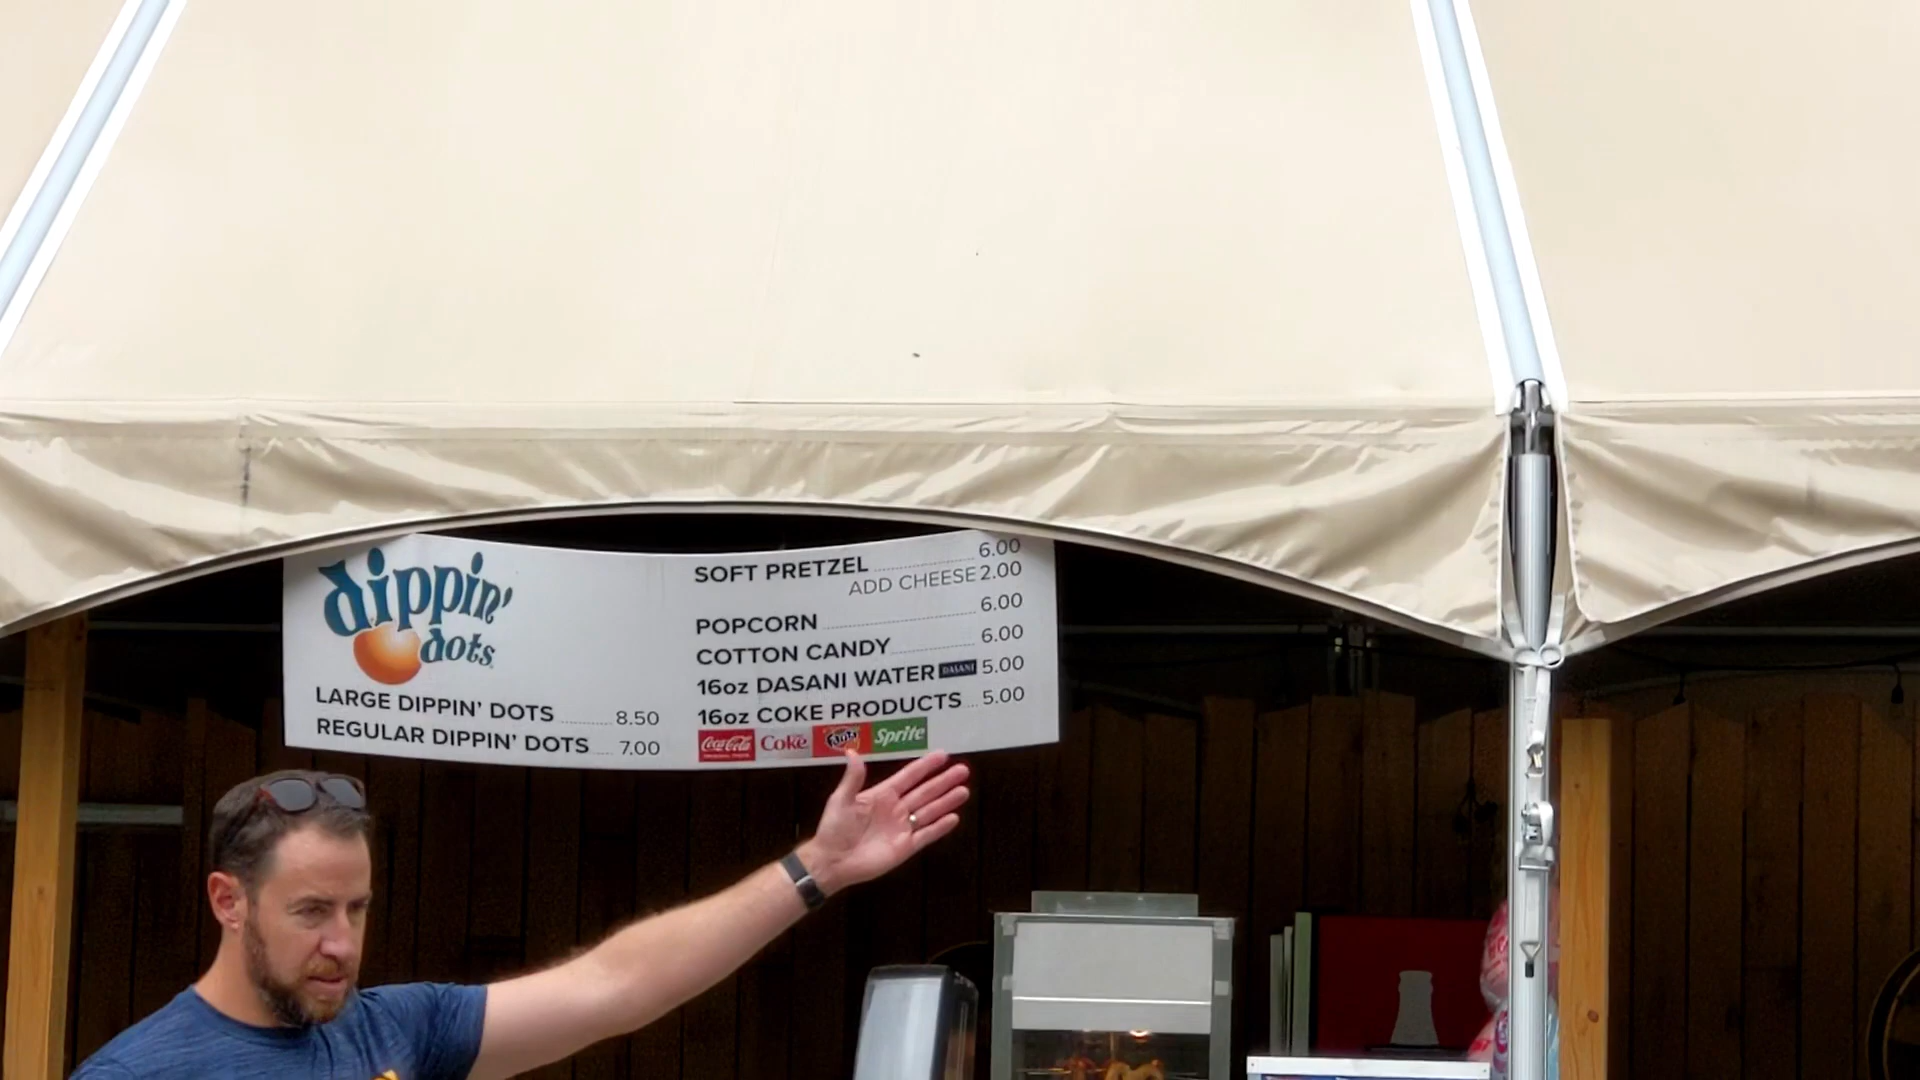 dippin'
dots
LARGE DIPPIN' DOTS ............ 8.50
REGULAR DIPPIN' DOTS .... 7.00
SOFT PRETZEL ........................ 6.00
ADD CHEESE 2.00
POPCORN .................................... 6.00
COTTON CANDY .................... 6.00
16oz DASANI WATER DASANI 5.00
16oz COKE PRODUCTS ... 5.00
Coca-Cola Coke Fanta Sprite